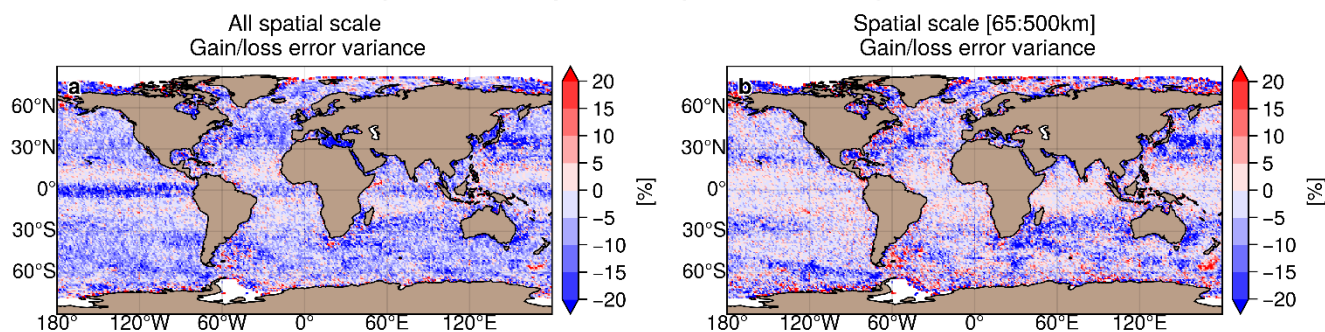 All spatial scale
Gain/loss error variance
a
60°N
30°N
0°
30°S
60°S
180°
120°W
60°W
0°
60°E
120°E
20
15
10
5
0
−5
−10
−15
−20
[%]
Spatial scale [65:500km]
Gain/loss error variance
b
60°N
30°N
0°
30°S
60°S
180°
120°W
60°W
0°
60°E
120°E
20
15
10
5
0
−5
−10
−15
−20
[%]